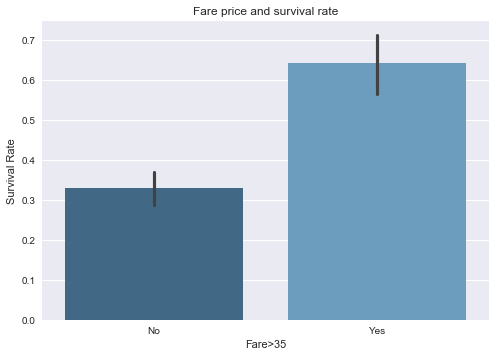 Fare price and survival rate
0.7
0.6
0.5
0.4
0.3
0.2
0.1
0.0
Survival Rate
No
Yes
Fare>35